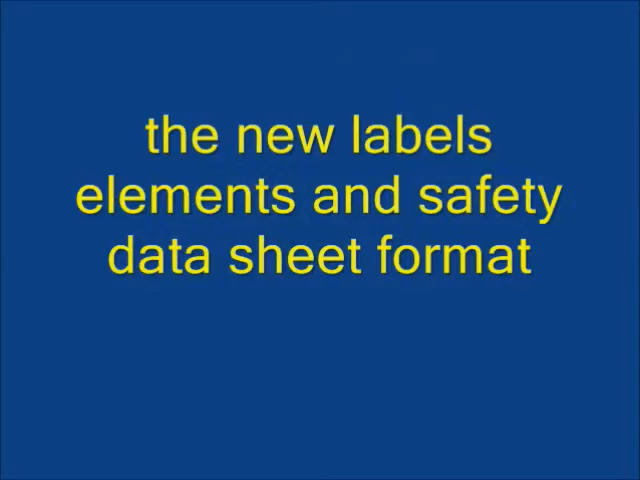 the new labels
elements and safety
data sheet format